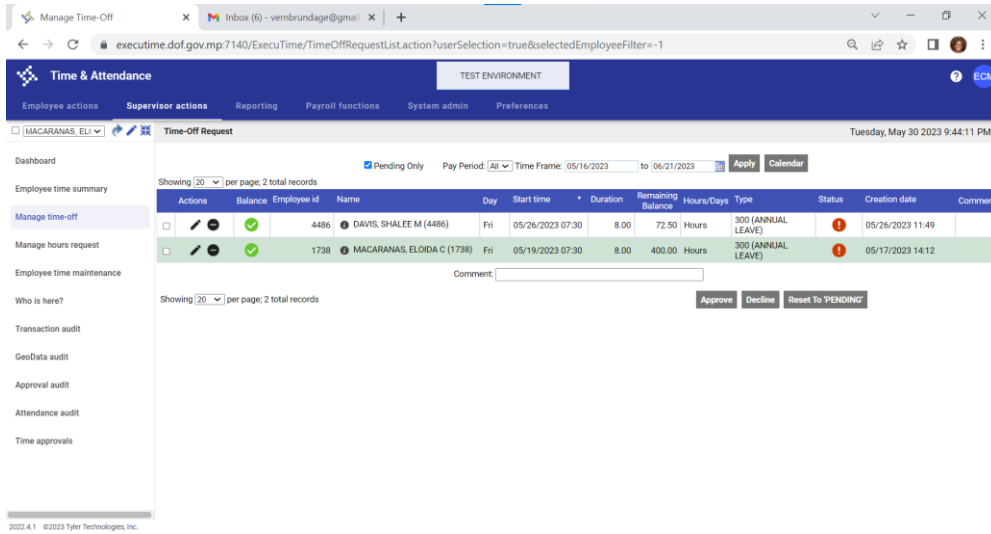 Manage Time-Off
Inbox (6) - vernbrundage@gmail
executime.dof.gov.mp:7140/ExecuTime/TimeOffRequestList.action?userSelection=true&selectedEmployeeFilter=-1
Time & Attendance
TEST ENVIRONMENT
ECM
Employee actions Supervisor actions Reporting Payroll functions System admin Preferences
MACARANAS, EL Time-Off Request Tuesday, May 30 2023 9:44:11 PM
Dashboard
Employee time summary
Manage time-off
Manage hours request
Employee time maintenance
Who is here?
Transaction audit
GeoData audit
Approval audit
Attendance audit
Time approvals
Pending Only Pay Period: All Time Frame: 05/16/2023 to 06/21/2023 Apply Calendar
Showing 20 per page; 2 total records
Actions Balance Employee id Name Day Start time Duration Remaining Balance Hours/Days Type Status Creation date Commen
4486 DAVIS, SHALEE M (4486) Fri 05/26/2023 07:30 8.00 72.50 Hours 300 (ANNUAL LEAVE) 05/26/2023 11:49
1738 MACARANAS, ELOIDA C (1738) Fri 05/19/2023 07:30 8.00 400.00 Hours 300 (ANNUAL LEAVE) 05/17/2023 14:12
Comment:
Showing 20 per page; 2 total records Approve Decline Reset To 'PENDING'
2022.4.1 ©2023 Tyler Technologies, Inc.